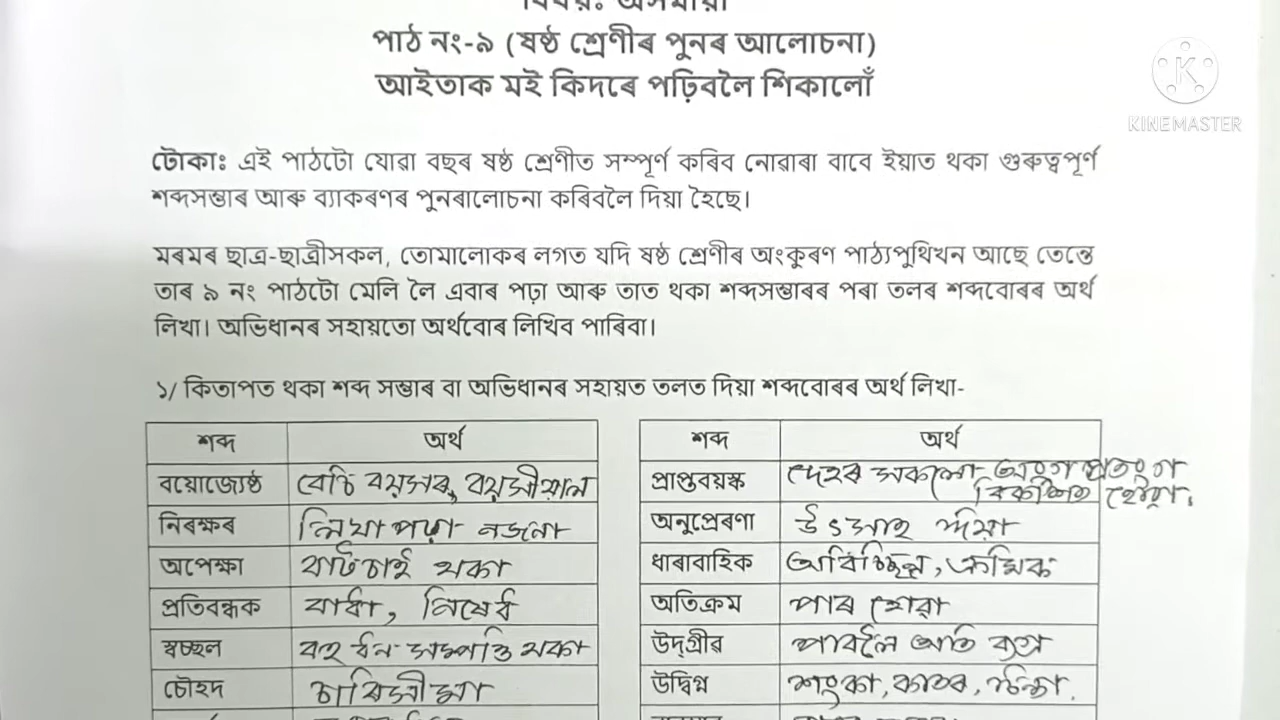 বিষয়ঃ অসমীয়া
পাঠ নং-৯ (ষষ্ঠ শ্ৰেণীৰ পুনৰ আলোচনা)
আইতাক মই কিদৰে পঢ়িবলৈ শিকালোঁ
KINEMASTER
টোকাঃ এই পাঠটো যোৱা বছৰ ষষ্ঠ শ্ৰেণীত সম্পূৰ্ণ কৰিব নোৱাৰা বাবে ইয়াত থকা গুৰুত্বপূৰ্ণ
শব্দসম্ভাৰ আৰু ব্যাকৰণৰ পুনৰালোচনা কৰিবলৈ দিয়া হৈছে।
মৰমৰ ছাত্ৰ-ছাত্ৰীসকল, তোমালোকৰ লগত যদি ষষ্ঠ শ্ৰেণীৰ অংকুৰণ পাঠ্যপুথিখন আছে তেন্তে
তাৰ ৯ নং পাঠটো মেলি লৈ এবাৰ পঢ়া আৰু তাত থকা শব্দসম্ভাৰৰ পৰা তলৰ শব্দবোৰৰ অৰ্থ
লিখা। অভিধানৰ সহায়তো অৰ্থবোৰ লিখিব পাৰিবা।
১/ কিতাপত থকা শব্দ সম্ভাৰ বা অভিধানৰ সহায়ত তলত দিয়া শব্দবোৰৰ অৰ্থ লিখা-
শব্দ অৰ্থ শব্দ অৰ্থ
বয়োজ্যেষ্ঠ বেচি বয়সৰ, বয়সীয়াল প্ৰাপ্তবয়স্ক দেহৰ সকলো অংগ প্ৰত্যংগ
বিকশিত হোৱা।
নিৰক্ষৰ লিখা পঢ়া নজনা অনুপ্ৰেৰণা উৎসাহ দিয়া
অপেক্ষা বাটচাই থকা ধাৰাবাহিক অবিচ্ছিন্ন, ক্ৰমিক
প্ৰতিবন্ধক বাধা, নিষেধ অতিক্ৰম পাৰ হোৱা
স্বচ্ছল বহু ধন সম্পত্তি থকা উদ্‌গ্ৰীৱ পাবলৈ অতি ব্যগ্ৰ
চৌহদ চাৰিসীমা উদ্বিগ্ন শংকা, কাতৰ, চিন্তা.